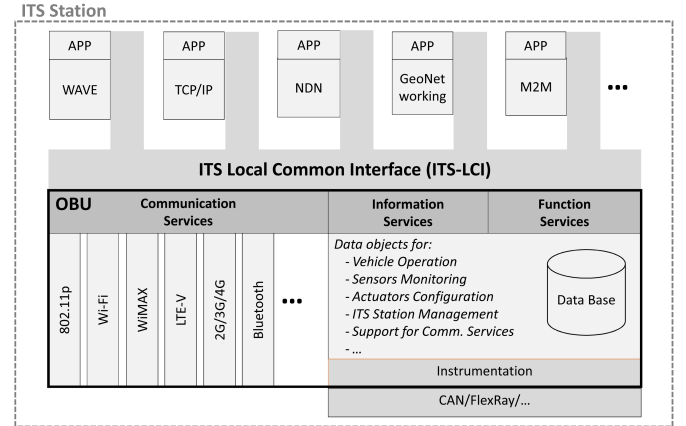 ITS Station
APP
APP
APP
APP
APP
WAVE
TCP/IP
NDN
GeoNet
working
M2M
•••
ITS Local Common Interface (ITS-LCI)
OBU
Communication
Services
Information
Services
Function
Services
802.11p
Wi-Fi
WiMAX
LTE-V
2G/3G/4G
Bluetooth
•••
Data objects for:
- Vehicle Operation
- Sensors Monitoring
- Actuators Configuration
- ITS Station Management
- Support for Comm. Services
- ...
Data Base
Instrumentation
CAN/FlexRay/...